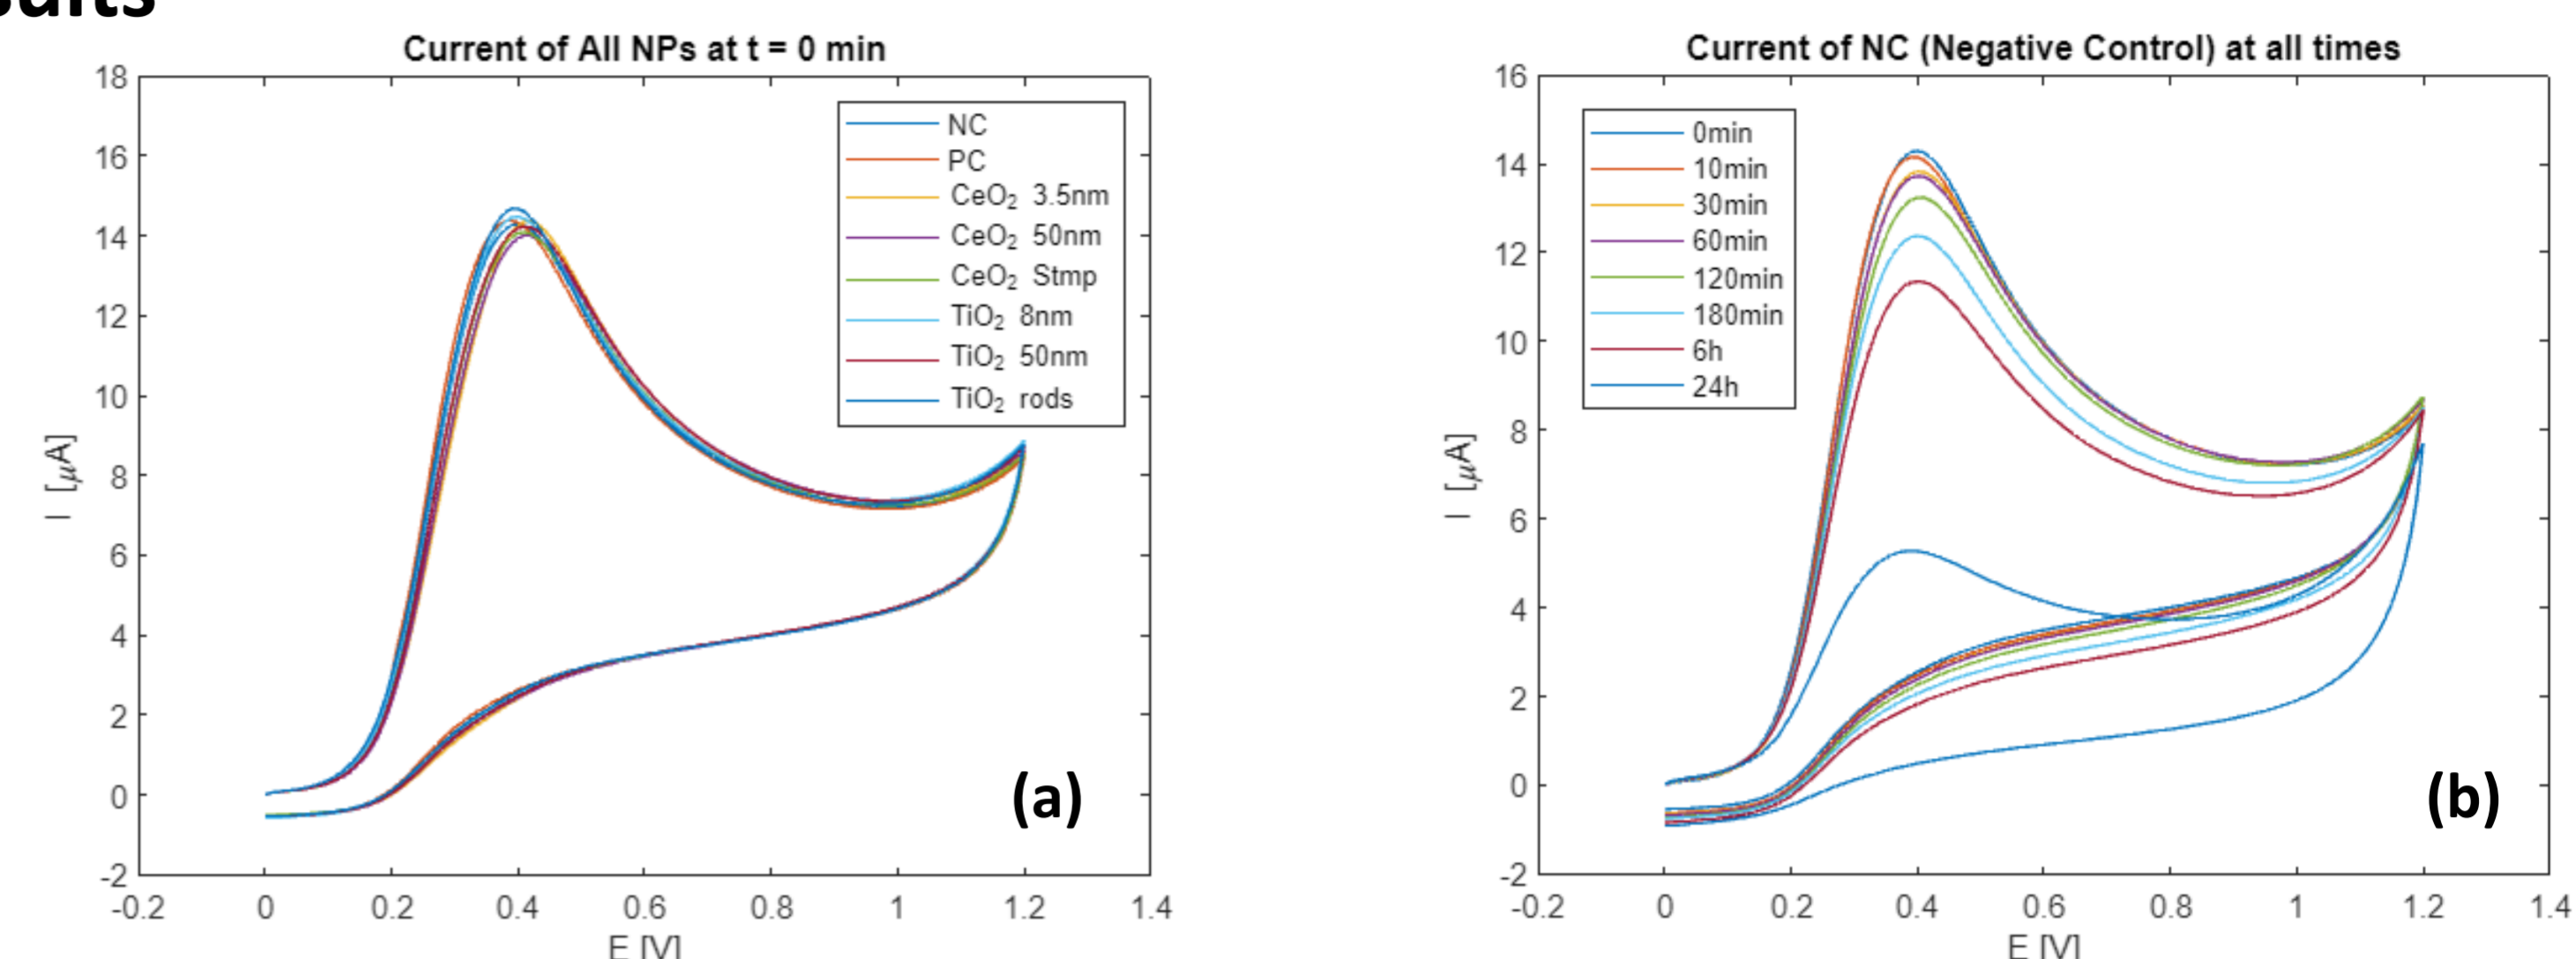 Current of All NPs at t = 0 min
18
16
14
12
10
8
6
4
2
0
-2
I [μA]
-0.2 0 0.2 0.4 0.6 0.8 1 1.2 1.4
E [V]
NC
PC
CeO₂ 3.5nm
CeO₂ 50nm
CeO₂ Stmp
TiO₂ 8nm
TiO₂ 50nm
TiO₂ rods
(a)
Current of NC (Negative Control) at all times
16
14
12
10
8
6
4
2
0
-2
I [μA]
-0.2 0 0.2 0.4 0.6 0.8 1 1.2 1.4
E [V]
0min
10min
30min
60min
120min
180min
6h
24h
(b)